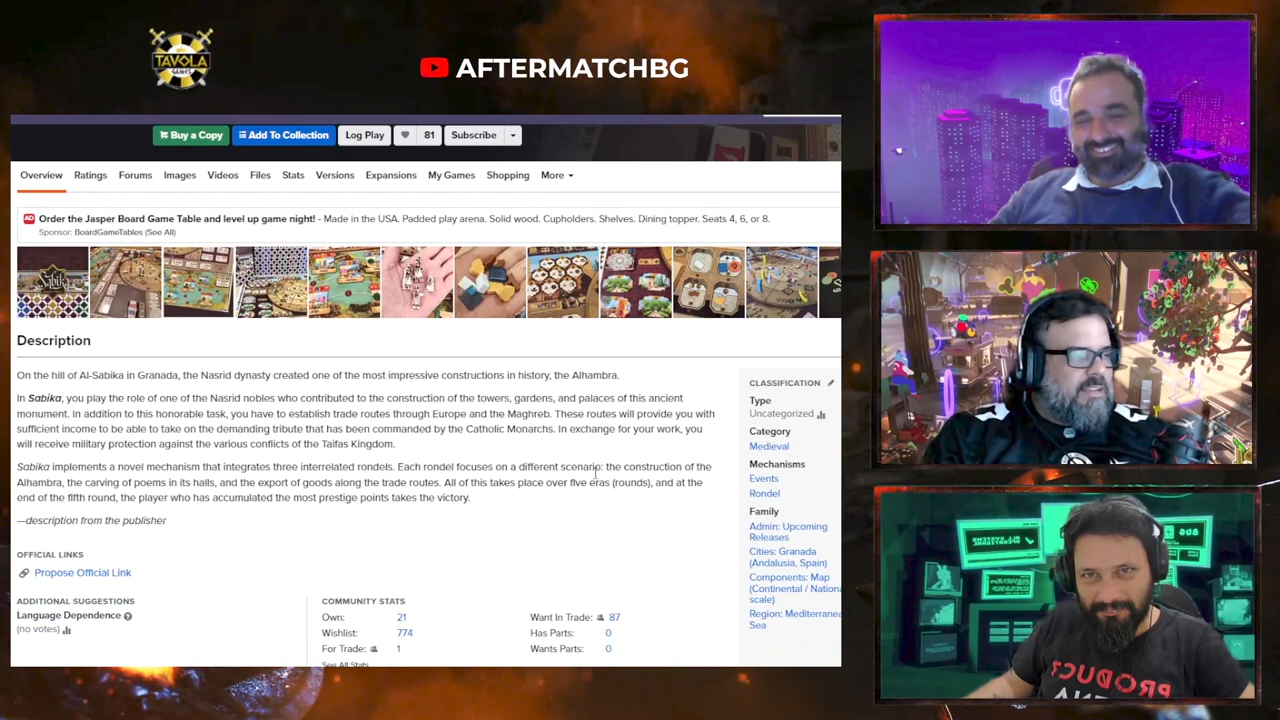 TAVOLA
GAMES
AFTERMATCHBG
Buy a Copy
Add To Collection
Log Play
81
Subscribe
Overview
Ratings
Forums
Images
Videos
Files
Stats
Versions
Expansions
My Games
Shopping
More
AD Order the Jasper Board Game Table and level up game night! - Made in the USA. Padded play arena. Solid wood. Cupholders. Shelves. Dining topper. Seats 4, 6, or 8.
Sponsor: BoardGameTables (See All)
Sabika
Description
On the hill of Al-Sabika in Granada, the Nasrid dynasty created one of the most impressive constructions in history, the Alhambra.
In Sabika, you play the role of one of the Nasrid nobles who contributed to the construction of the towers, gardens, and palaces of this ancient
monument. In addition to this honorable task, you have to establish trade routes through Europe and the Maghreb. These routes will provide you with
sufficient income to be able to take on the demanding tribute that has been commanded by the Catholic Monarchs. In exchange for your work, you
will receive military protection against the various conflicts of the Taifas Kingdom.
Sabika implements a novel mechanism that integrates three interrelated rondels. Each rondel focuses on a different scenario: the construction of the
Alhambra, the carving of poems in its halls, and the export of goods along the trade routes. All of this takes place over five eras (rounds), and at the
end of the fifth round, the player who has accumulated the most prestige points takes the victory.
—description from the publisher
OFFICIAL LINKS
Propose Official Link
ADDITIONAL SUGGESTIONS
Language Dependence
(no votes)
COMMUNITY STATS
Own: 21
Wishlist: 774
For Trade: 1
See All Stats
Want In Trade: 87
Has Parts: 0
Wants Parts: 0
CLASSIFICATION
Type
Uncategorized
Category
Medieval
Mechanisms
Events
Rondel
Family
Admin: Upcoming
Releases
Cities: Granada
(Andalusia, Spain)
Components: Map
(Continental / Nationa
scale)
Region: Mediterranea
Sea
PRODUCT